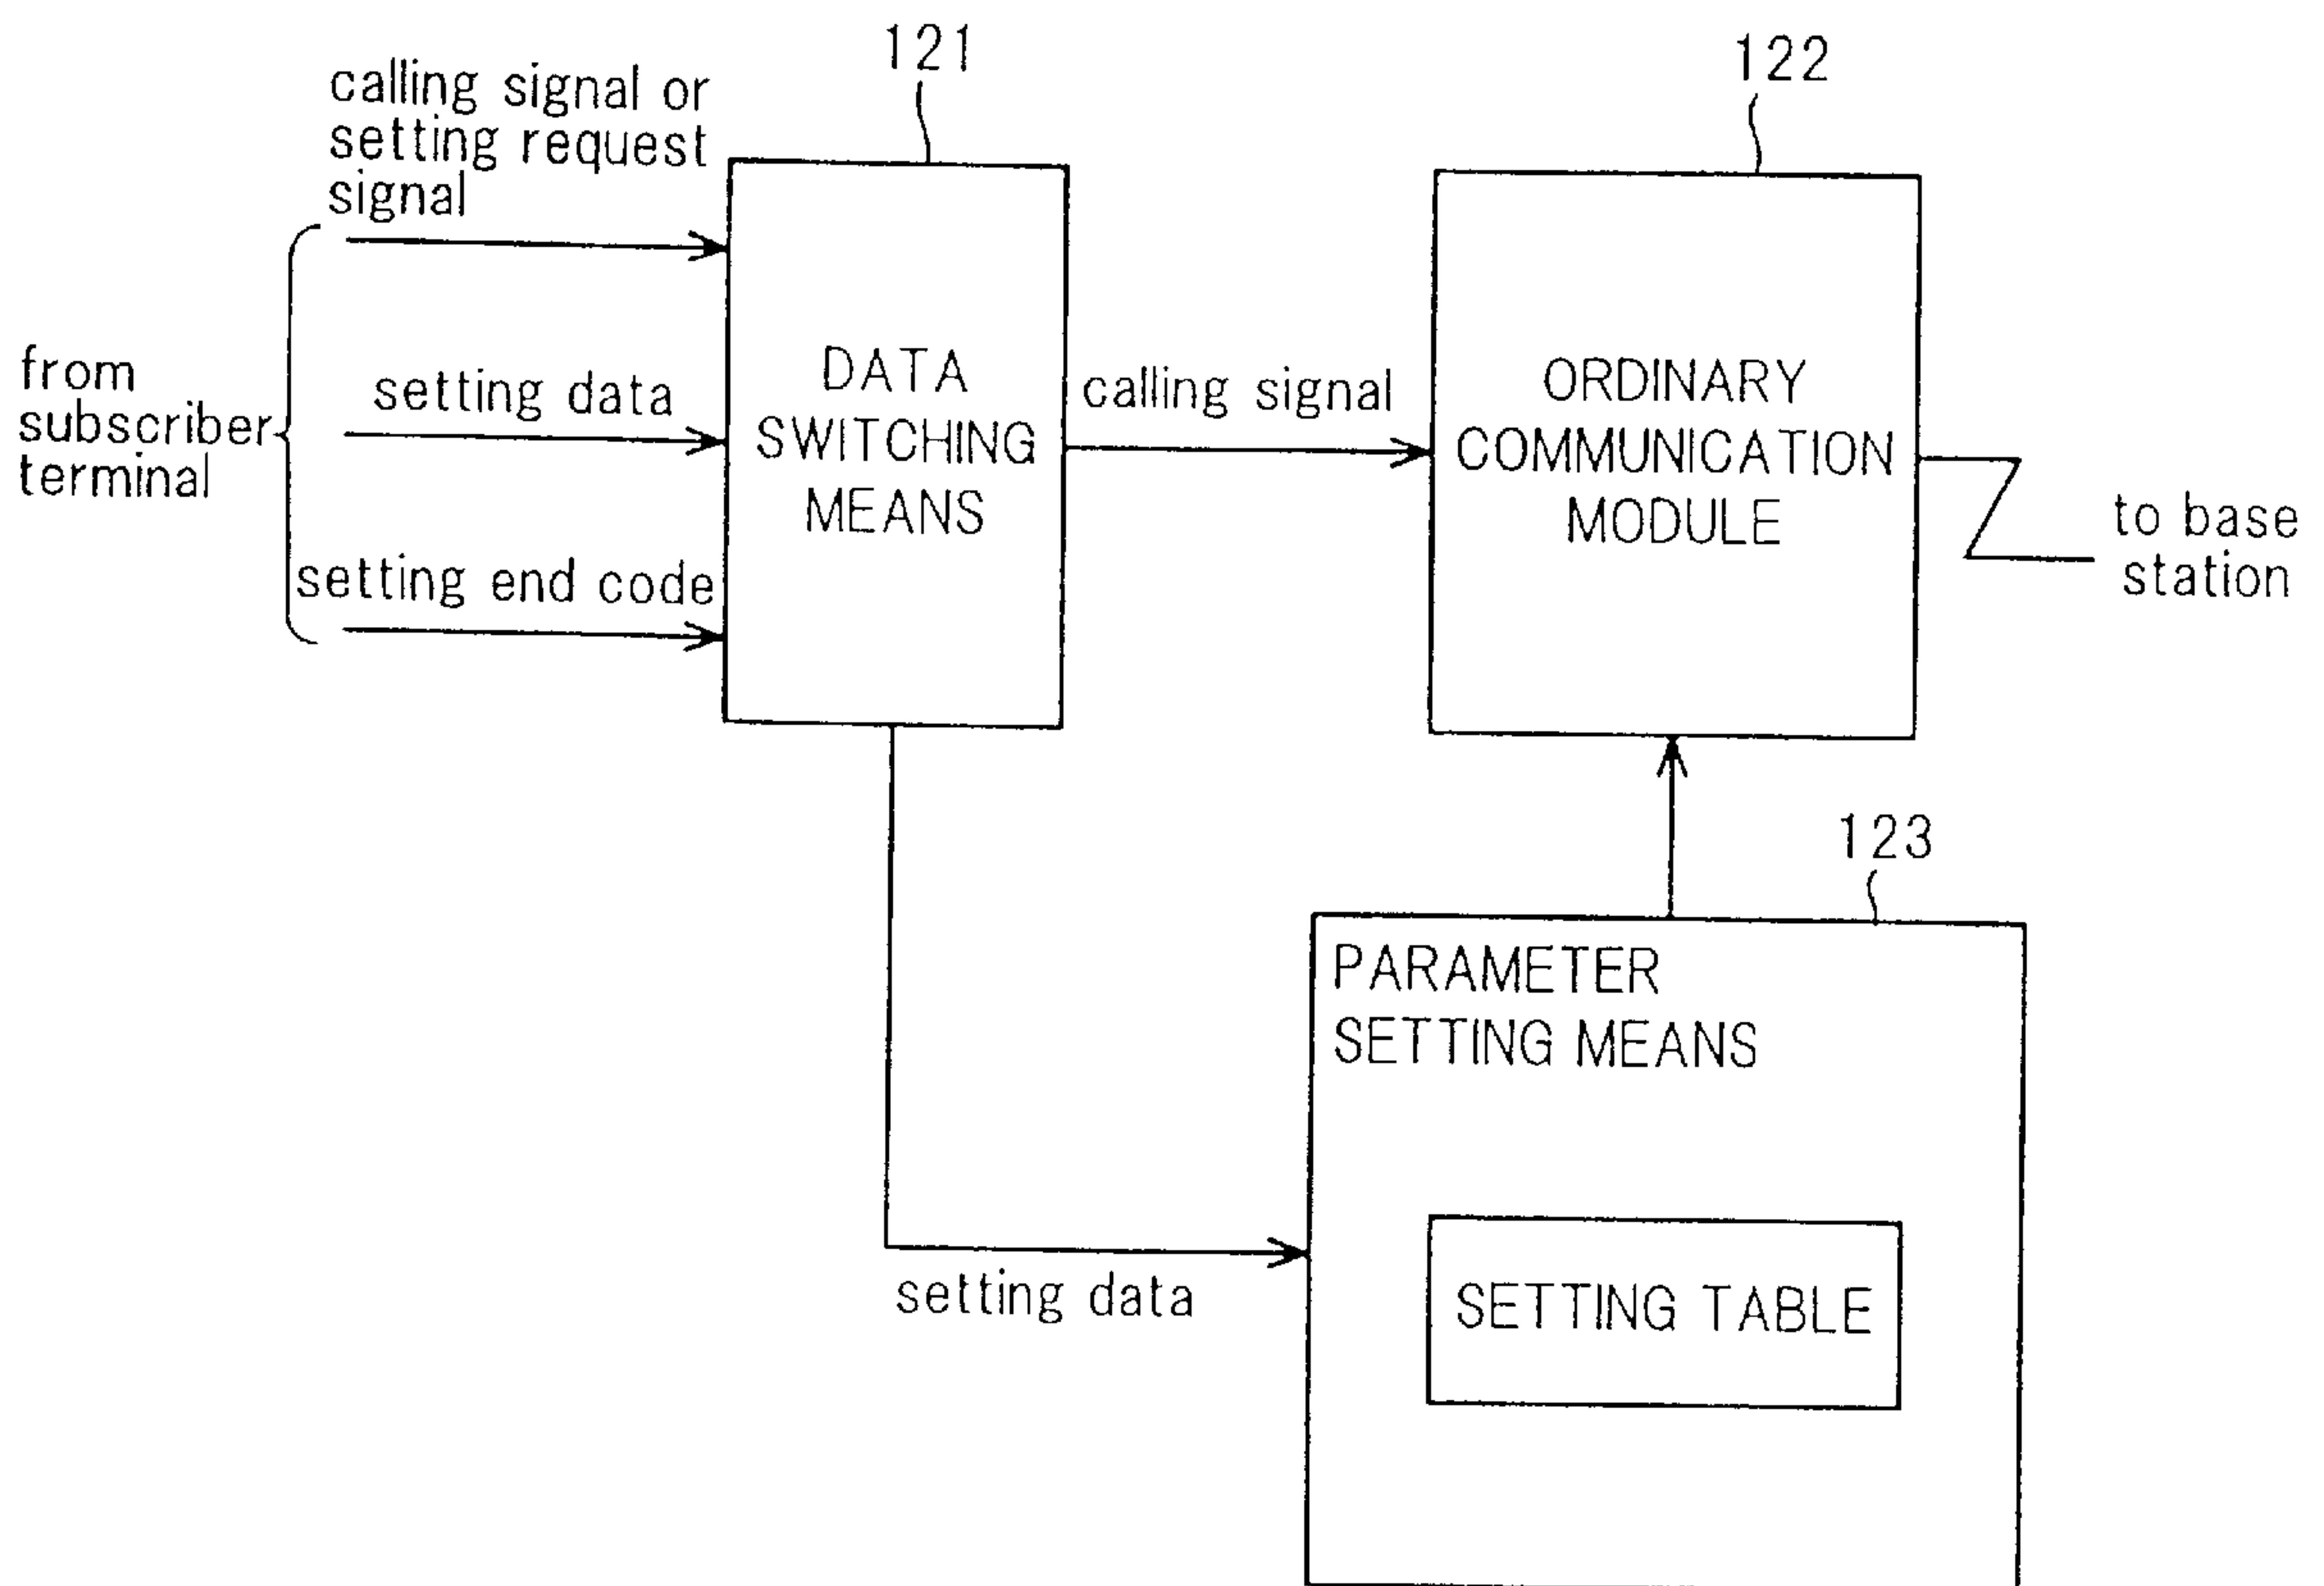 121
122
calling signal or
setting request
signal
from
subscriber
terminal
setting data
setting end code
DATA
SWITCHING
MEANS
calling signal
ORDINARY
COMMUNICATION
MODULE
to base
station
123
PARAMETER
SETTING MEANS
setting data
SETTING TABLE